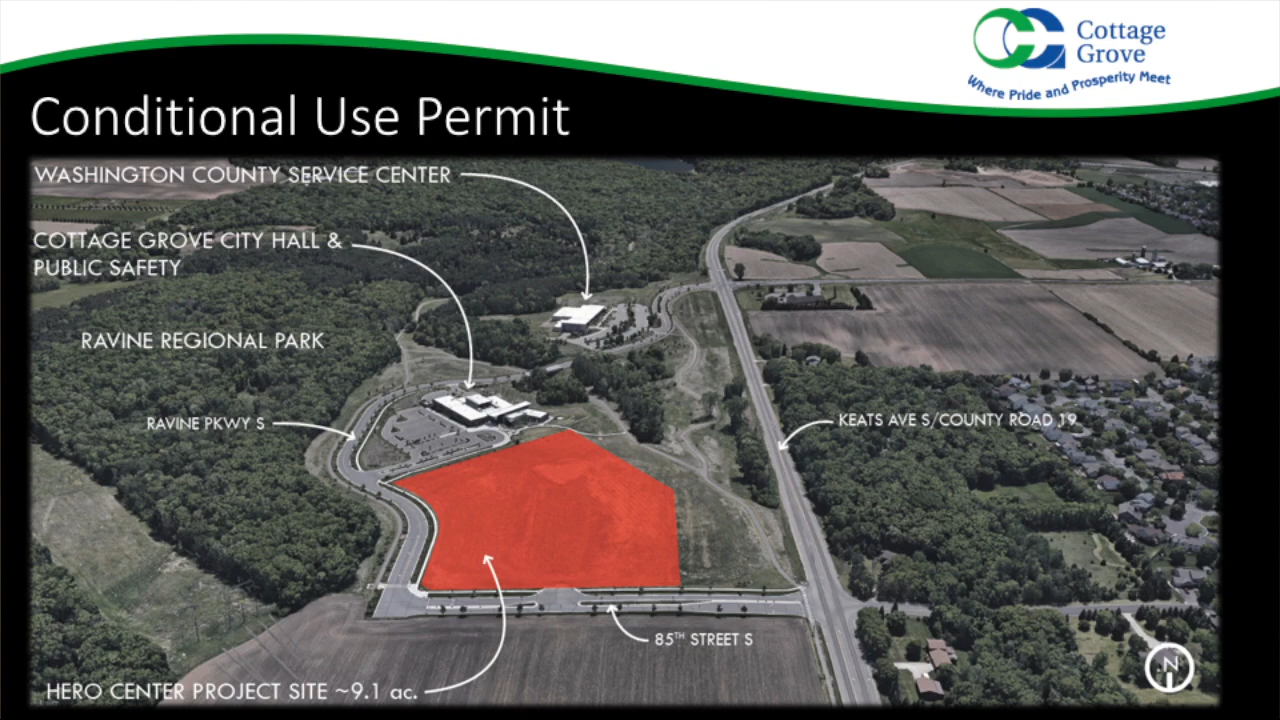 Cottage
Grove
Where Pride and Prosperity Meet
Conditional Use Permit
WASHINGTON COUNTY SERVICE CENTER
COTTAGE GROVE CITY HALL &
PUBLIC SAFETY
RAVINE REGIONAL PARK
RAVINE PKWY S
KEATS AVE S/COUNTY ROAD 19
85TH STREET S
HERO CENTER PROJECT SITE ~9.1 ac.
N